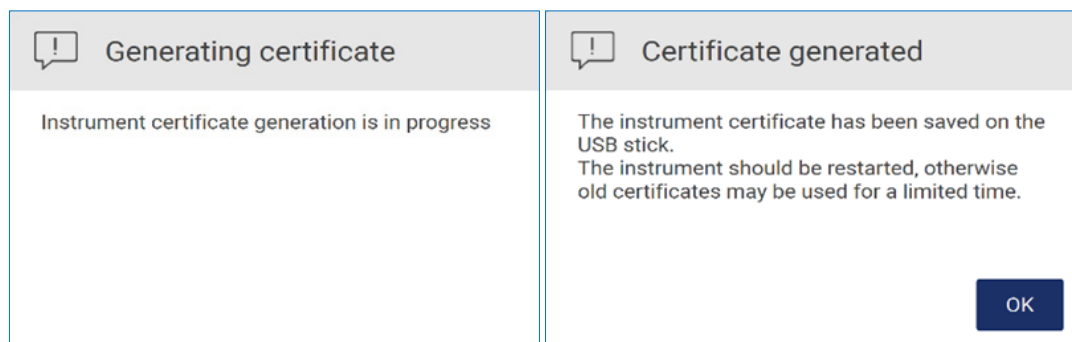 Generating certificate
Instrument certificate generation is in progress
Certificate generated
The instrument certificate has been saved on the
USB stick.
The instrument should be restarted, otherwise
old certificates may be used for a limited time.
OK